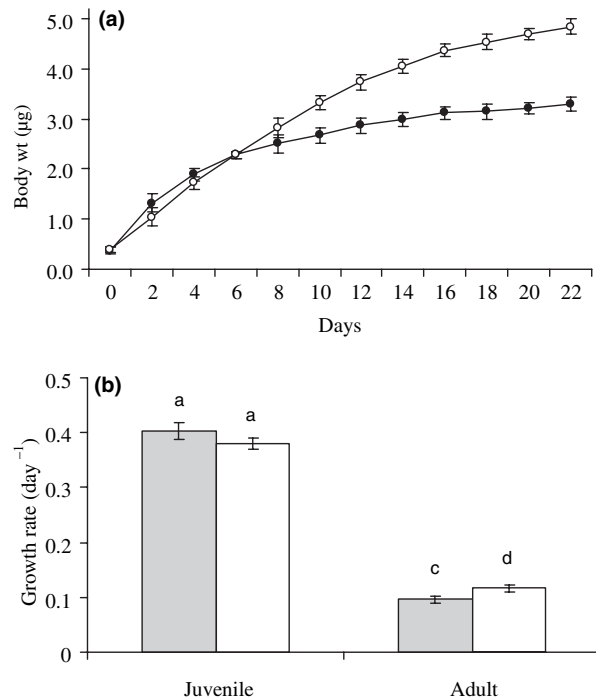 (a)
5.0
4.0
3.0
2.0
1.0
0.0
Body wt (µg)
0 2 4 6 8 10 12 14 16 18 20 22
Days
(b)
0.5
0.4
0.3
0.2
0.1
0
Growth rate (day⁻¹)
a a
c d
Juvenile Adult